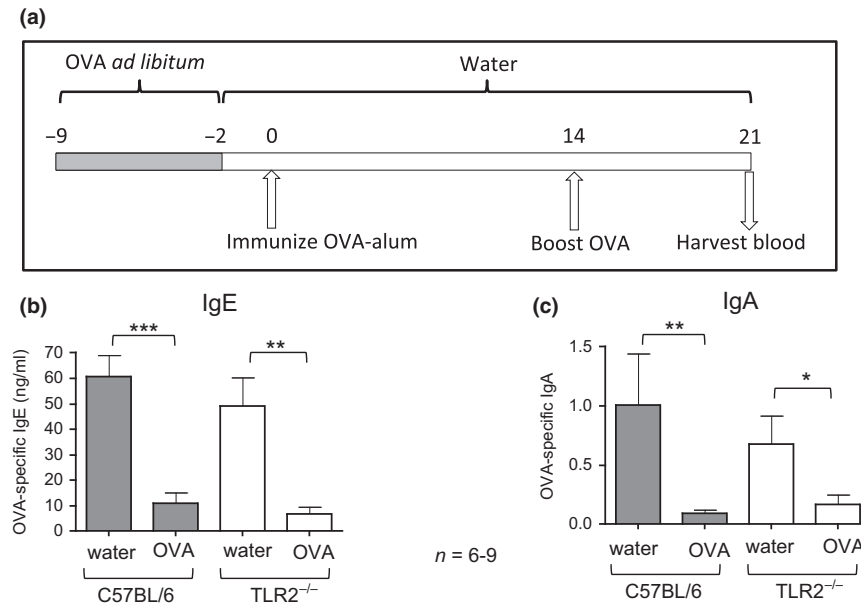 (a)
OVA ad libitum
Water
−9
−2
0
14
21
Immunize OVA-alum
Boost OVA
Harvest blood
(b)
IgE
OVA-specific IgE (ng/ml)
70
60
50
40
30
20
10
0
***
**
water
OVA
water
OVA
C57BL/6
TLR2−/−
n = 6-9
(c)
IgA
OVA-specific IgA
1.5
1.0
0.5
0.0
**
*
water
OVA
water
OVA
C57BL/6
TLR2−/−